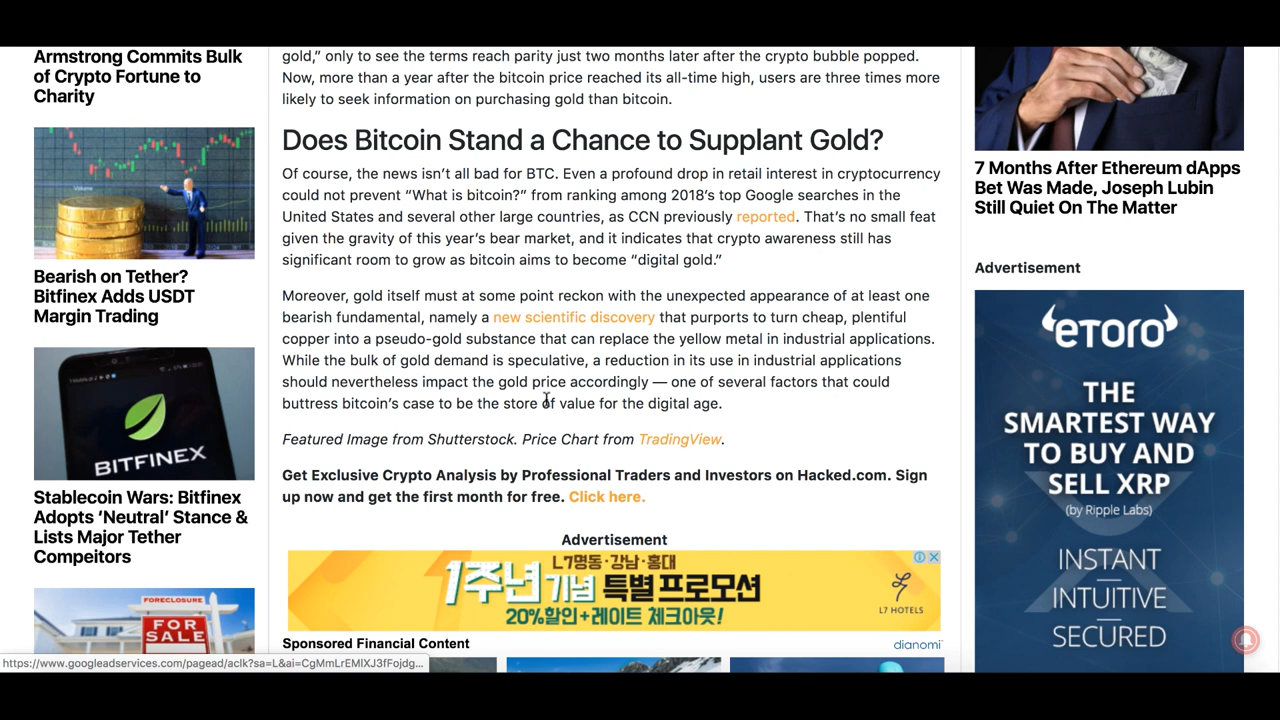 Armstrong Commits Bulk
of Crypto Fortune to
Charity
Bearish on Tether?
Bitfinex Adds USDT
Margin Trading
BITFINEX
Stablecoin Wars: Bitfinex
Adopts ‘Neutral’ Stance &
Lists Major Tether
Compeitors
FORECLOSURE
FOR
SALE
gold,” only to see the terms reach parity just two months later after the crypto bubble popped.
Now, more than a year after the bitcoin price reached its all-time high, users are three times more
likely to seek information on purchasing gold than bitcoin.
Does Bitcoin Stand a Chance to Supplant Gold?
Of course, the news isn’t all bad for BTC. Even a profound drop in retail interest in cryptocurrency
could not prevent “What is bitcoin?” from ranking among 2018’s top Google searches in the
United States and several other large countries, as CCN previously reported. That’s no small feat
given the gravity of this year’s bear market, and it indicates that crypto awareness still has
significant room to grow as bitcoin aims to become “digital gold.”
Moreover, gold itself must at some point reckon with the unexpected appearance of at least one
bearish fundamental, namely a new scientific discovery that purports to turn cheap, plentiful
copper into a pseudo-gold substance that can replace the yellow metal in industrial applications.
While the bulk of gold demand is speculative, a reduction in its use in industrial applications
should nevertheless impact the gold price accordingly — one of several factors that could
buttress bitcoin’s case to be the store of value for the digital age.
Featured Image from Shutterstock. Price Chart from TradingView.
Get Exclusive Crypto Analysis by Professional Traders and Investors on Hacked.com. Sign
up now and get the first month for free. Click here.
Advertisement
L7명동·강남·홍대
1주년 기념 특별 프로모션
20%할인+레이트 체크아웃!
L7 HOTELS
Sponsored Financial Content
dianomi
7 Months After Ethereum dApps
Bet Was Made, Joseph Lubin
Still Quiet On The Matter
Advertisement
eToro
THE
SMARTEST WAY
TO BUY AND
SELL XRP
(by Ripple Labs)
INSTANT
INTUITIVE
SECURED
https://www.googleadservices.com/pagead/aclk?sa=L&ai=CgMmLrEMIXJ3fFojdg...